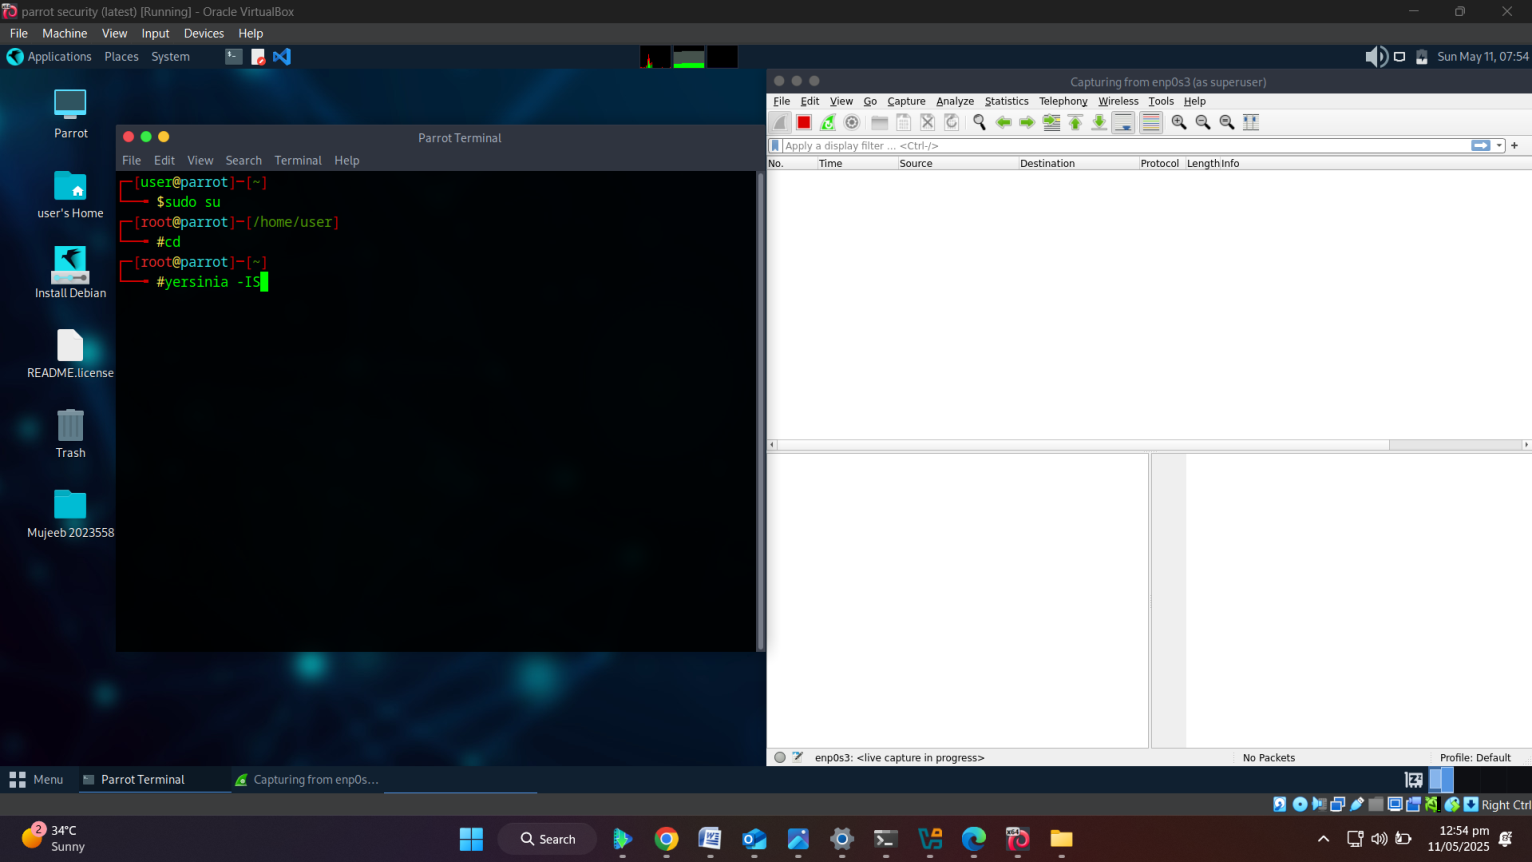 parrot security (latest) [Running] - Oracle VirtualBox
File Machine View Input Devices Help
Applications Places System
Sun May 11, 07:54
Parrot
user's Home
Install Debian
README.license
Trash
Mujeeb 2023558
Parrot Terminal
File Edit View Search Terminal Help
┌─[user@parrot]─[~]
└──╼ $sudo su
┌─[root@parrot]─[/home/user]
└──╼ #cd
┌─[root@parrot]─[~]
└──╼ #yersinia -IS
Capturing from enp0s3 (as superuser)
File Edit View Go Capture Analyze Statistics Telephony Wireless Tools Help
Apply a display filter ... <Ctrl-/>
No. Time Source Destination Protocol Length Info
enp0s3: <live capture in progress> No Packets Profile: Default
Menu Parrot Terminal Capturing from enp0s...
Right Ctrl
2
34°C
Sunny
Search
12:54 pm
11/05/2025